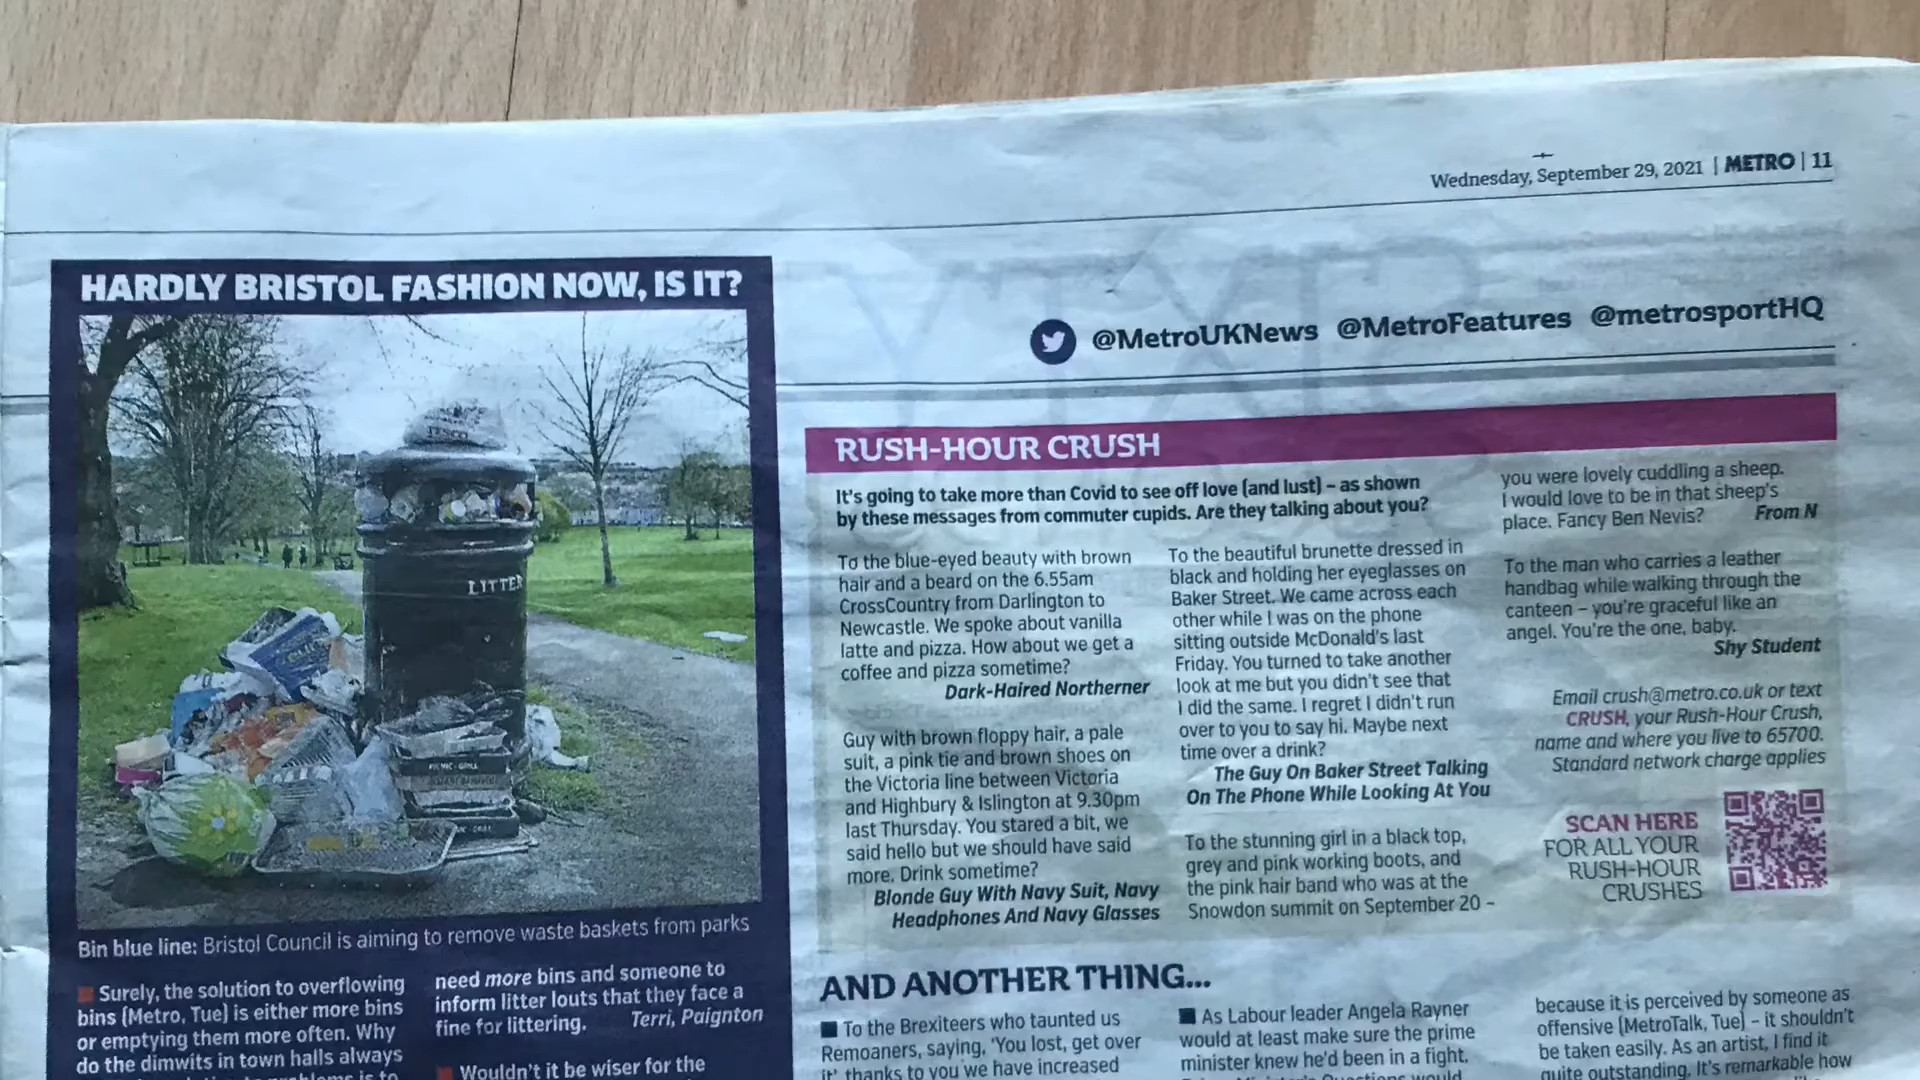 Wednesday, September 29, 2021 | METRO | 11
HARDLY BRISTOL FASHION NOW, IS IT?
TESCO
LITTER
PICNIC-GRILL
Bin blue line: Bristol Council is aiming to remove waste baskets from parks
Surely, the solution to overflowing
bins (Metro, Tue) is either more bins
or emptying them more often. Why
do the dimwits in town halls always
need more bins and someone to
inform litter louts that they face a
fine for littering. Terri, Paignton
Wouldn't it be wiser for the
@MetroUKNews @MetroFeatures @metrosportHQ
RUSH-HOUR CRUSH
It's going to take more than Covid to see off love (and lust) – as shown
by these messages from commuter cupids. Are they talking about you?
To the blue-eyed beauty with brown
hair and a beard on the 6.55am
CrossCountry from Darlington to
Newcastle. We spoke about vanilla
latte and pizza. How about we get a
coffee and pizza sometime?
Dark-Haired Northerner
Guy with brown floppy hair, a pale
suit, a pink tie and brown shoes on
the Victoria line between Victoria
and Highbury & Islington at 9.30pm
last Thursday. You stared a bit, we
said hello but we should have said
more. Drink sometime?
Blonde Guy With Navy Suit, Navy
Headphones And Navy Glasses
To the beautiful brunette dressed in
black and holding her eyeglasses on
Baker Street. We came across each
other while I was on the phone
sitting outside McDonald's last
Friday. You turned to take another
look at me but you didn't see that
I did the same. I regret I didn't run
over to you to say hi. Maybe next
time over a drink?
The Guy On Baker Street Talking
On The Phone While Looking At You
To the stunning girl in a black top,
grey and pink working boots, and
the pink hair band who was at the
Snowdon summit on September 20 –
you were lovely cuddling a sheep.
I would love to be in that sheep's
place. Fancy Ben Nevis? From N
To the man who carries a leather
handbag while walking through the
canteen – you're graceful like an
angel. You're the one, baby.
Shy Student
Email crush@metro.co.uk or text
CRUSH, your Rush-Hour Crush,
name and where you live to 65700.
Standard network charge applies
SCAN HERE
FOR ALL YOUR
RUSH-HOUR
CRUSHES
AND ANOTHER THING...
To the Brexiteers who taunted us
Remoaners, saying, 'You lost, get over
it' thanks to you we have increased
As Labour leader Angela Rayner
would at least make sure the prime
minister knew he'd been in a fight.
because it is perceived by someone as
offensive (MetroTalk, Tue) – it shouldn't
be taken easily. As an artist, I find it
quite outstanding. It's remarkable how